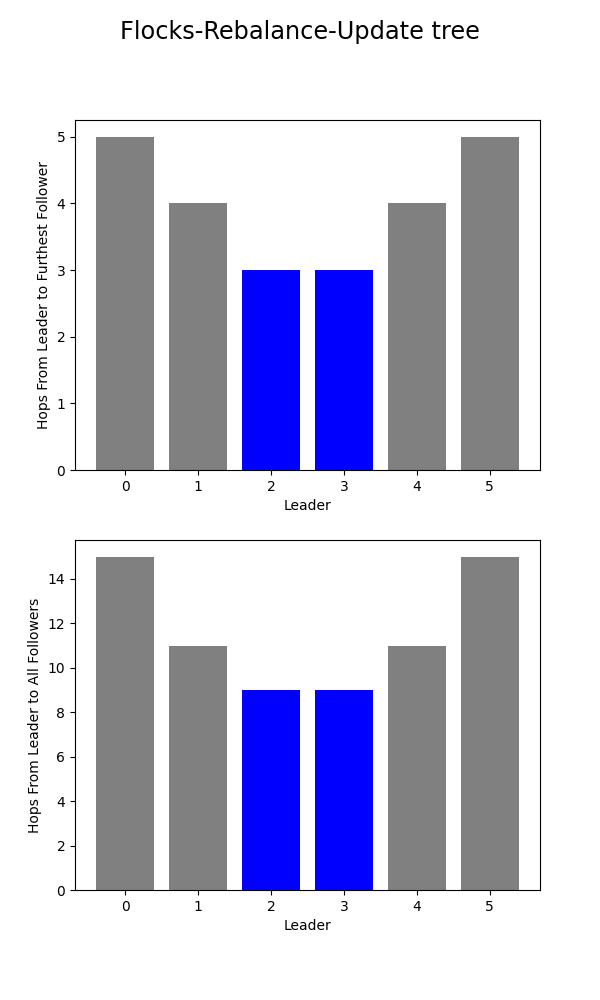 Flocks-Rebalance-Update tree
Hops From Leader to Furthest Follower
5
4
3
2
1
0
0 1 2 3 4 5
Leader
Hops From Leader to All Followers
14
12
10
8
6
4
2
0
0 1 2 3 4 5
Leader